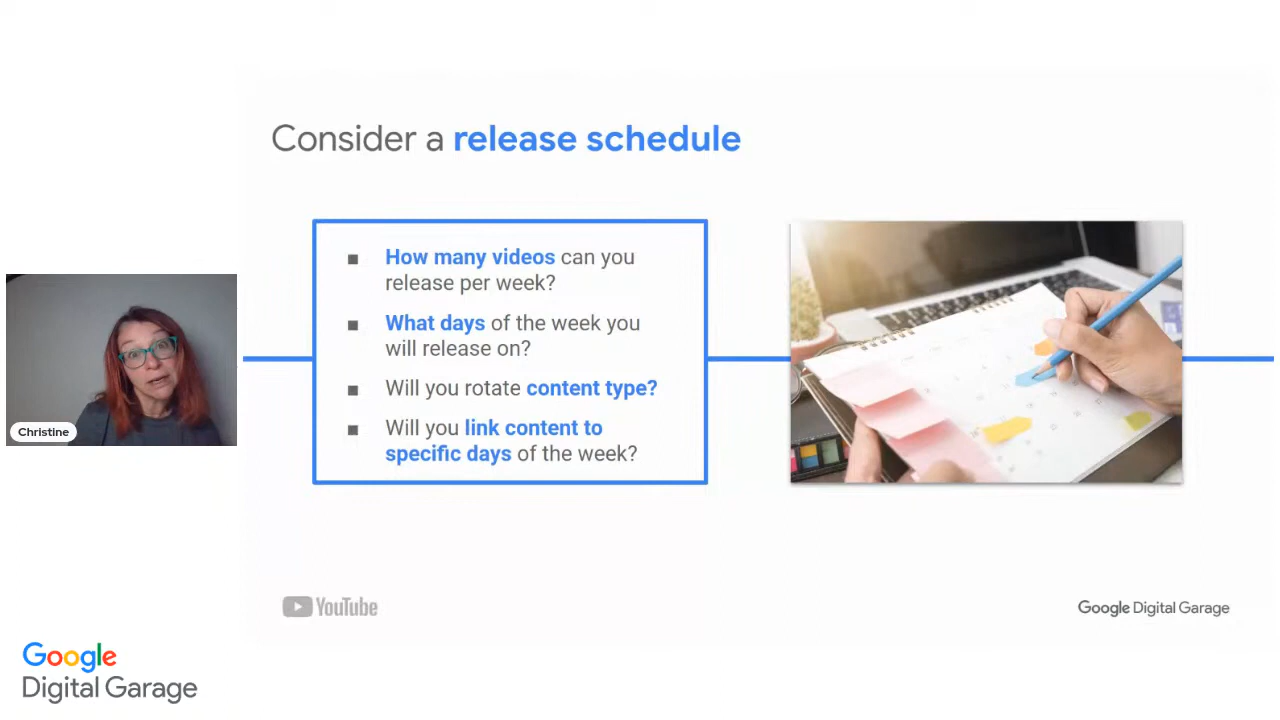 Consider a release schedule
■ How many videos can you
release per week?
■ What days of the week you
will release on?
■ Will you rotate content type?
■ Will you link content to
specific days of the week?
Christine
YouTube
Google Digital Garage
Google
Digital Garage